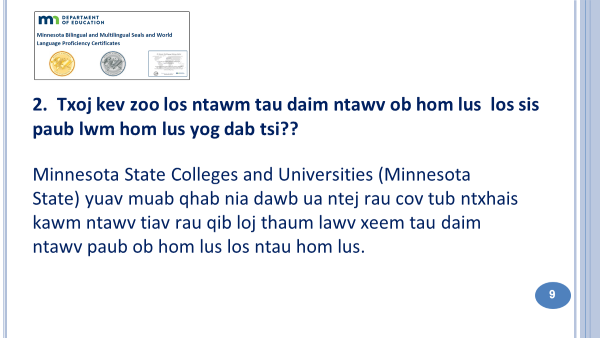 mn DEPARTMENT
OF EDUCATION
Minnesota Bilingual and Multilingual Seals and World
Language Proficiency Certificates
2. Txoj kev zoo los ntawm tau daim ntawv ob hom lus los sis
paub lwm hom lus yog dab tsi??
Minnesota State Colleges and Universities (Minnesota
State) yuav muab qhab nia dawb ua ntej rau cov tub ntxhais
kawm ntawv tiav rau qib loj thaum lawv xeem tau daim
ntawv paub ob hom lus los ntau hom lus.
9